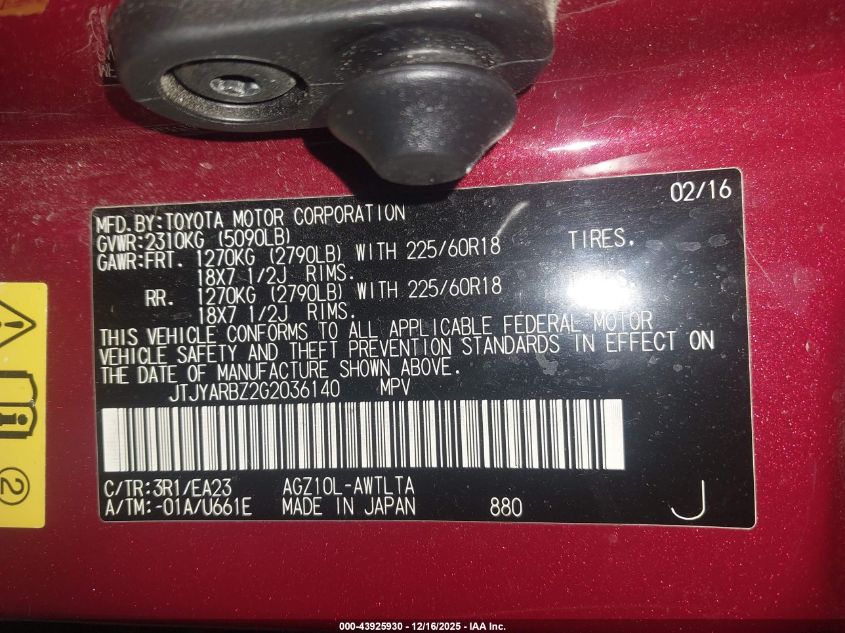 02/16
MFD.BY:TOYOTA MOTOR CORPORATION
GVWR:2310KG (5090LB)
GAWR:FRT. 1270KG (2790LB) WITH 225/60R18 TIRES.
18X7 1/2J RIMS.
RR. 1270KG (2790LB) WITH 225/60R18 TIRES.
18X7 1/2J RIMS.
THIS VEHICLE CONFORMS TO ALL APPLICABLE FEDERAL MOTOR
VEHICLE SAFETY AND THEFT PREVENTION STANDARDS IN EFFECT ON
THE DATE OF MANUFACTURE SHOWN ABOVE.
JTJYARBZ2G2036140 MPV
C/TR:3R1/EA23 AGZ10L-AWTLTA
A/TM:-01A/U661E MADE IN JAPAN 880 J
2
000-43925930 - 12/16/2025 - IAA Inc.